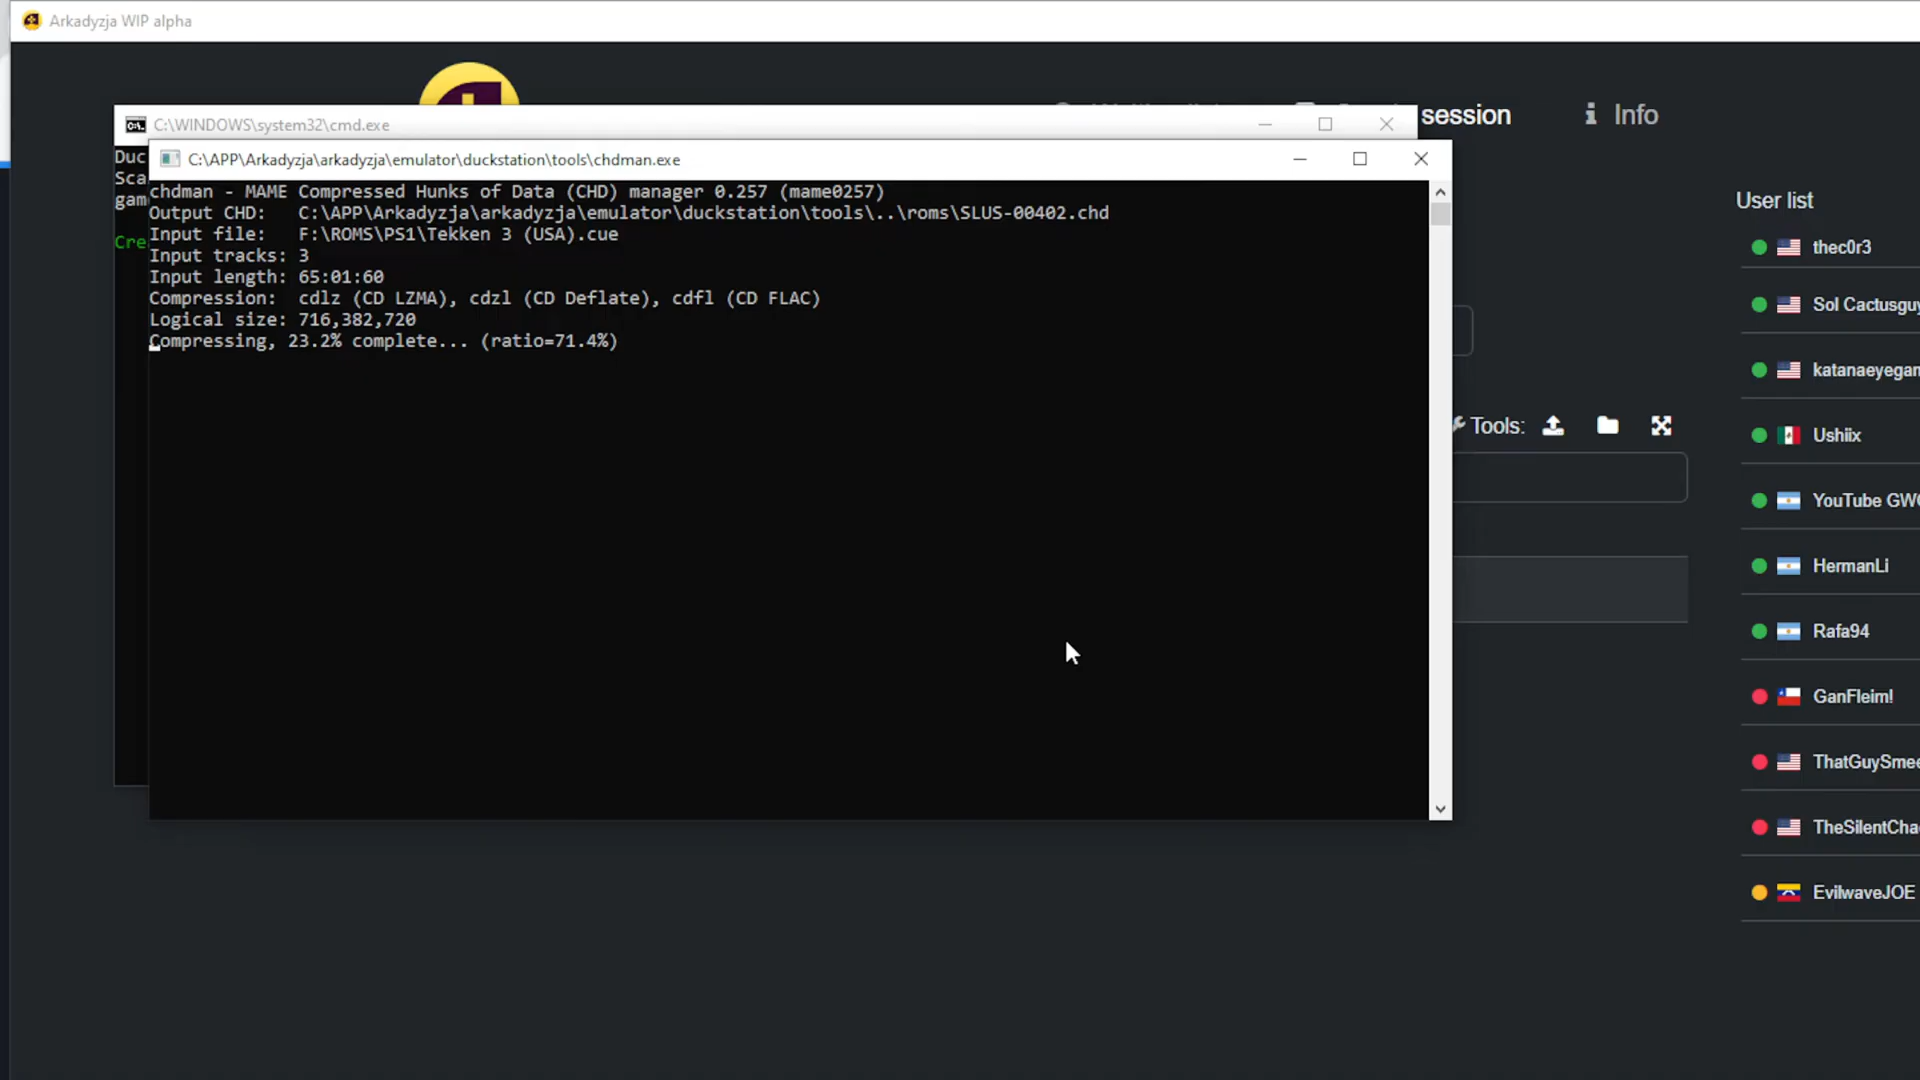 Arkadyzja WIP alpha
session
Info
C:\WINDOWS\system32\cmd.exe
Duc
Sca
gam
Cre
C:\APP\Arkadyzja\arkadyzja\emulator\duckstation\tools\chdman.exe
chdman - MAME Compressed Hunks of Data (CHD) manager 0.257 (mame0257)
Output CHD:   C:\APP\Arkadyzja\arkadyzja\emulator\duckstation\tools\..\roms\SLUS-00402.chd
Input file:   F:\ROMS\PS1\Tekken 3 (USA).cue
Input tracks: 3
Input length: 65:01:60
Compression:  cdlz (CD LZMA), cdzl (CD Deflate), cdfl (CD FLAC)
Logical size: 716,382,720
Compressing, 23.2% complete... (ratio=71.4%)
Tools:
User list
thec0r3
Sol Cactusguy
katanaeyegam
Ushiix
YouTube GWC
HermanLi
Rafa94
GanFleim!
ThatGuySmee
TheSilentChao
EvilwaveJOE